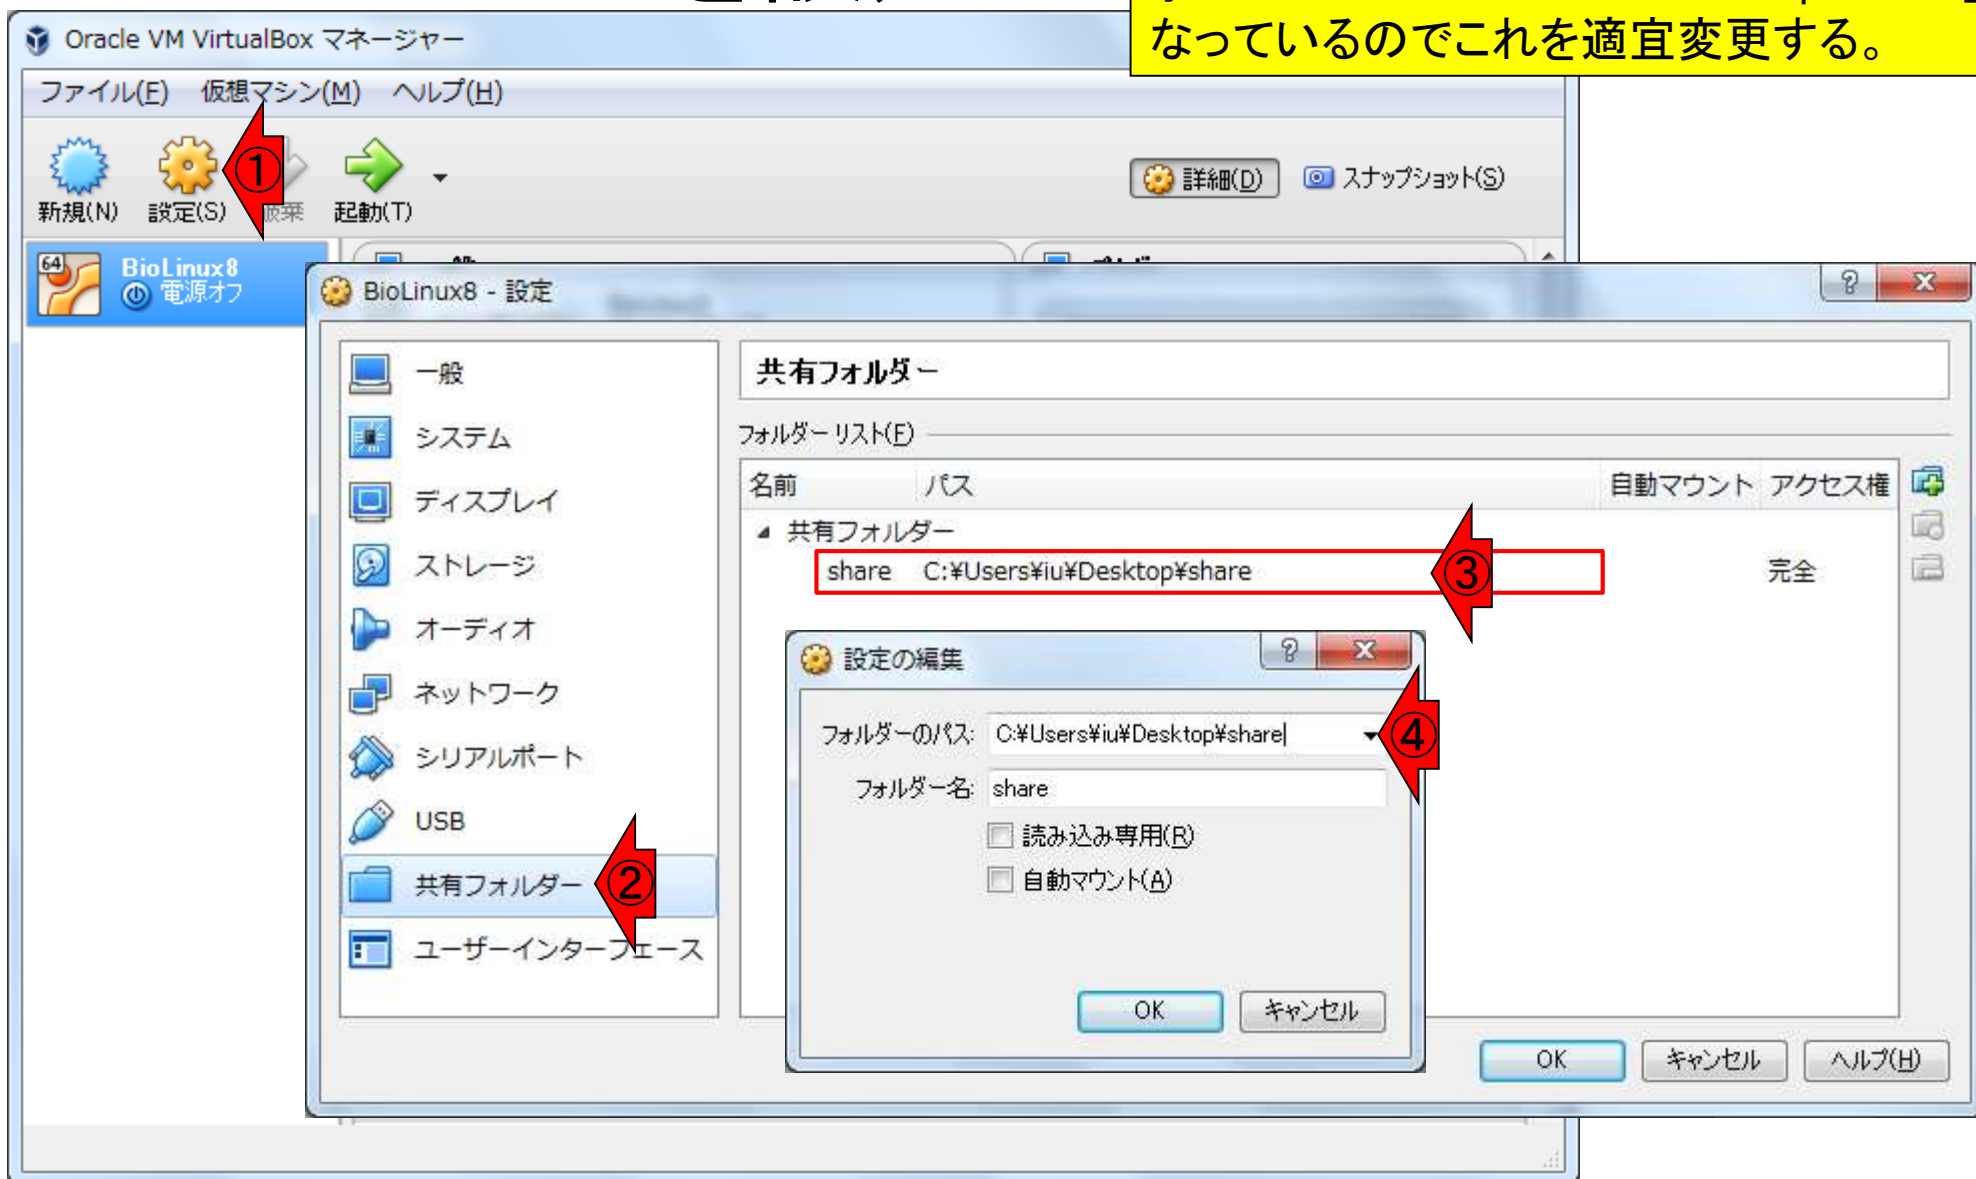 なっているのでこれを適宜変更する。
Oracle VM VirtualBox マネージャー
ファイル(F) 仮想マシン(M) ヘルプ(H)
①
新規(N) 設定(S) 破棄 起動(T)
詳細(D) スナップショット(S)
64 BioLinux8
電源オフ
BioLinux8 - 設定
一般
システム
ディスプレイ
ストレージ
オーディオ
ネットワーク
シリアルポート
USB
共有フォルダー ②
ユーザーインターフェース
共有フォルダー
フォルダーリスト(F)
名前 パス 自動マウント アクセス権
共有フォルダー
share C:¥Users¥iu¥Desktop¥share ③ 完全
設定の編集
フォルダーのパス: C:¥Users¥iu¥Desktop¥share ④
フォルダー名: share
読み込み専用(R)
自動マウント(A)
OK キャンセル
OK キャンセル ヘルプ(H)